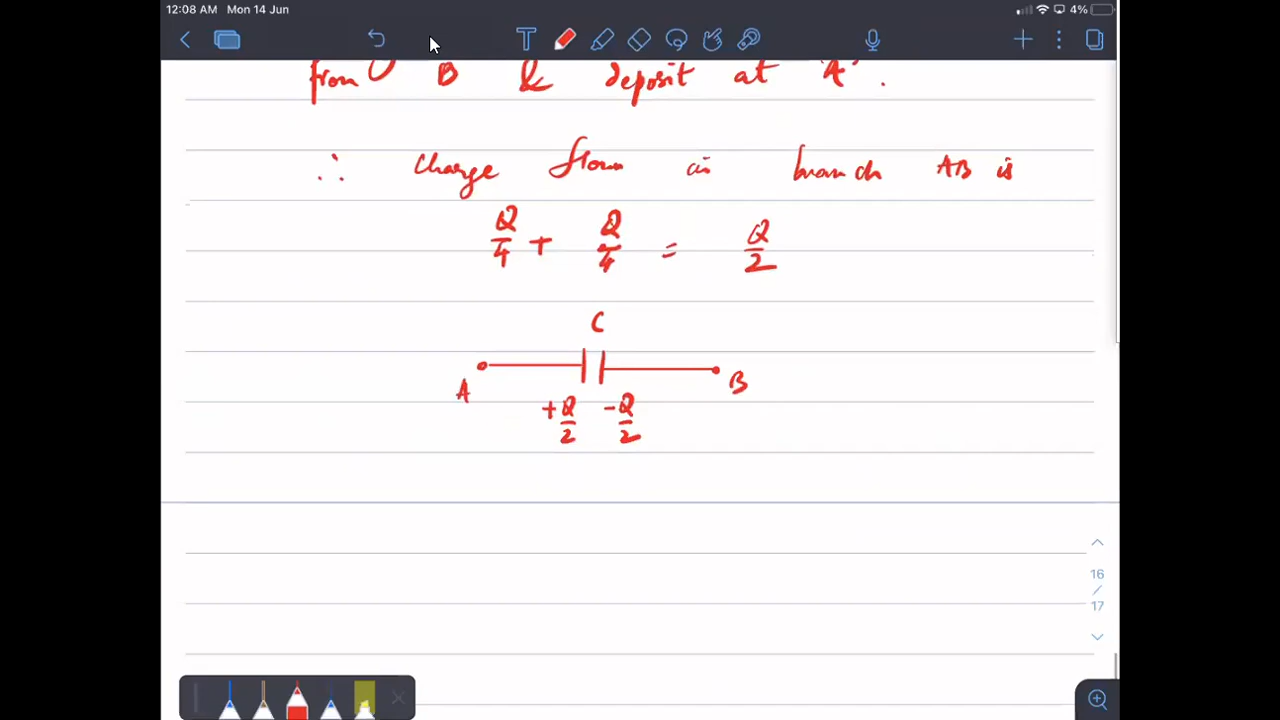 12:08 AM Mon 14 Jun 4%
T
from B & deposit at 'A'.
∴ Charge flown in branch AB is
Q/4 + Q/4 = Q/2
C
A B
+Q/2 -Q/2
16
/
17